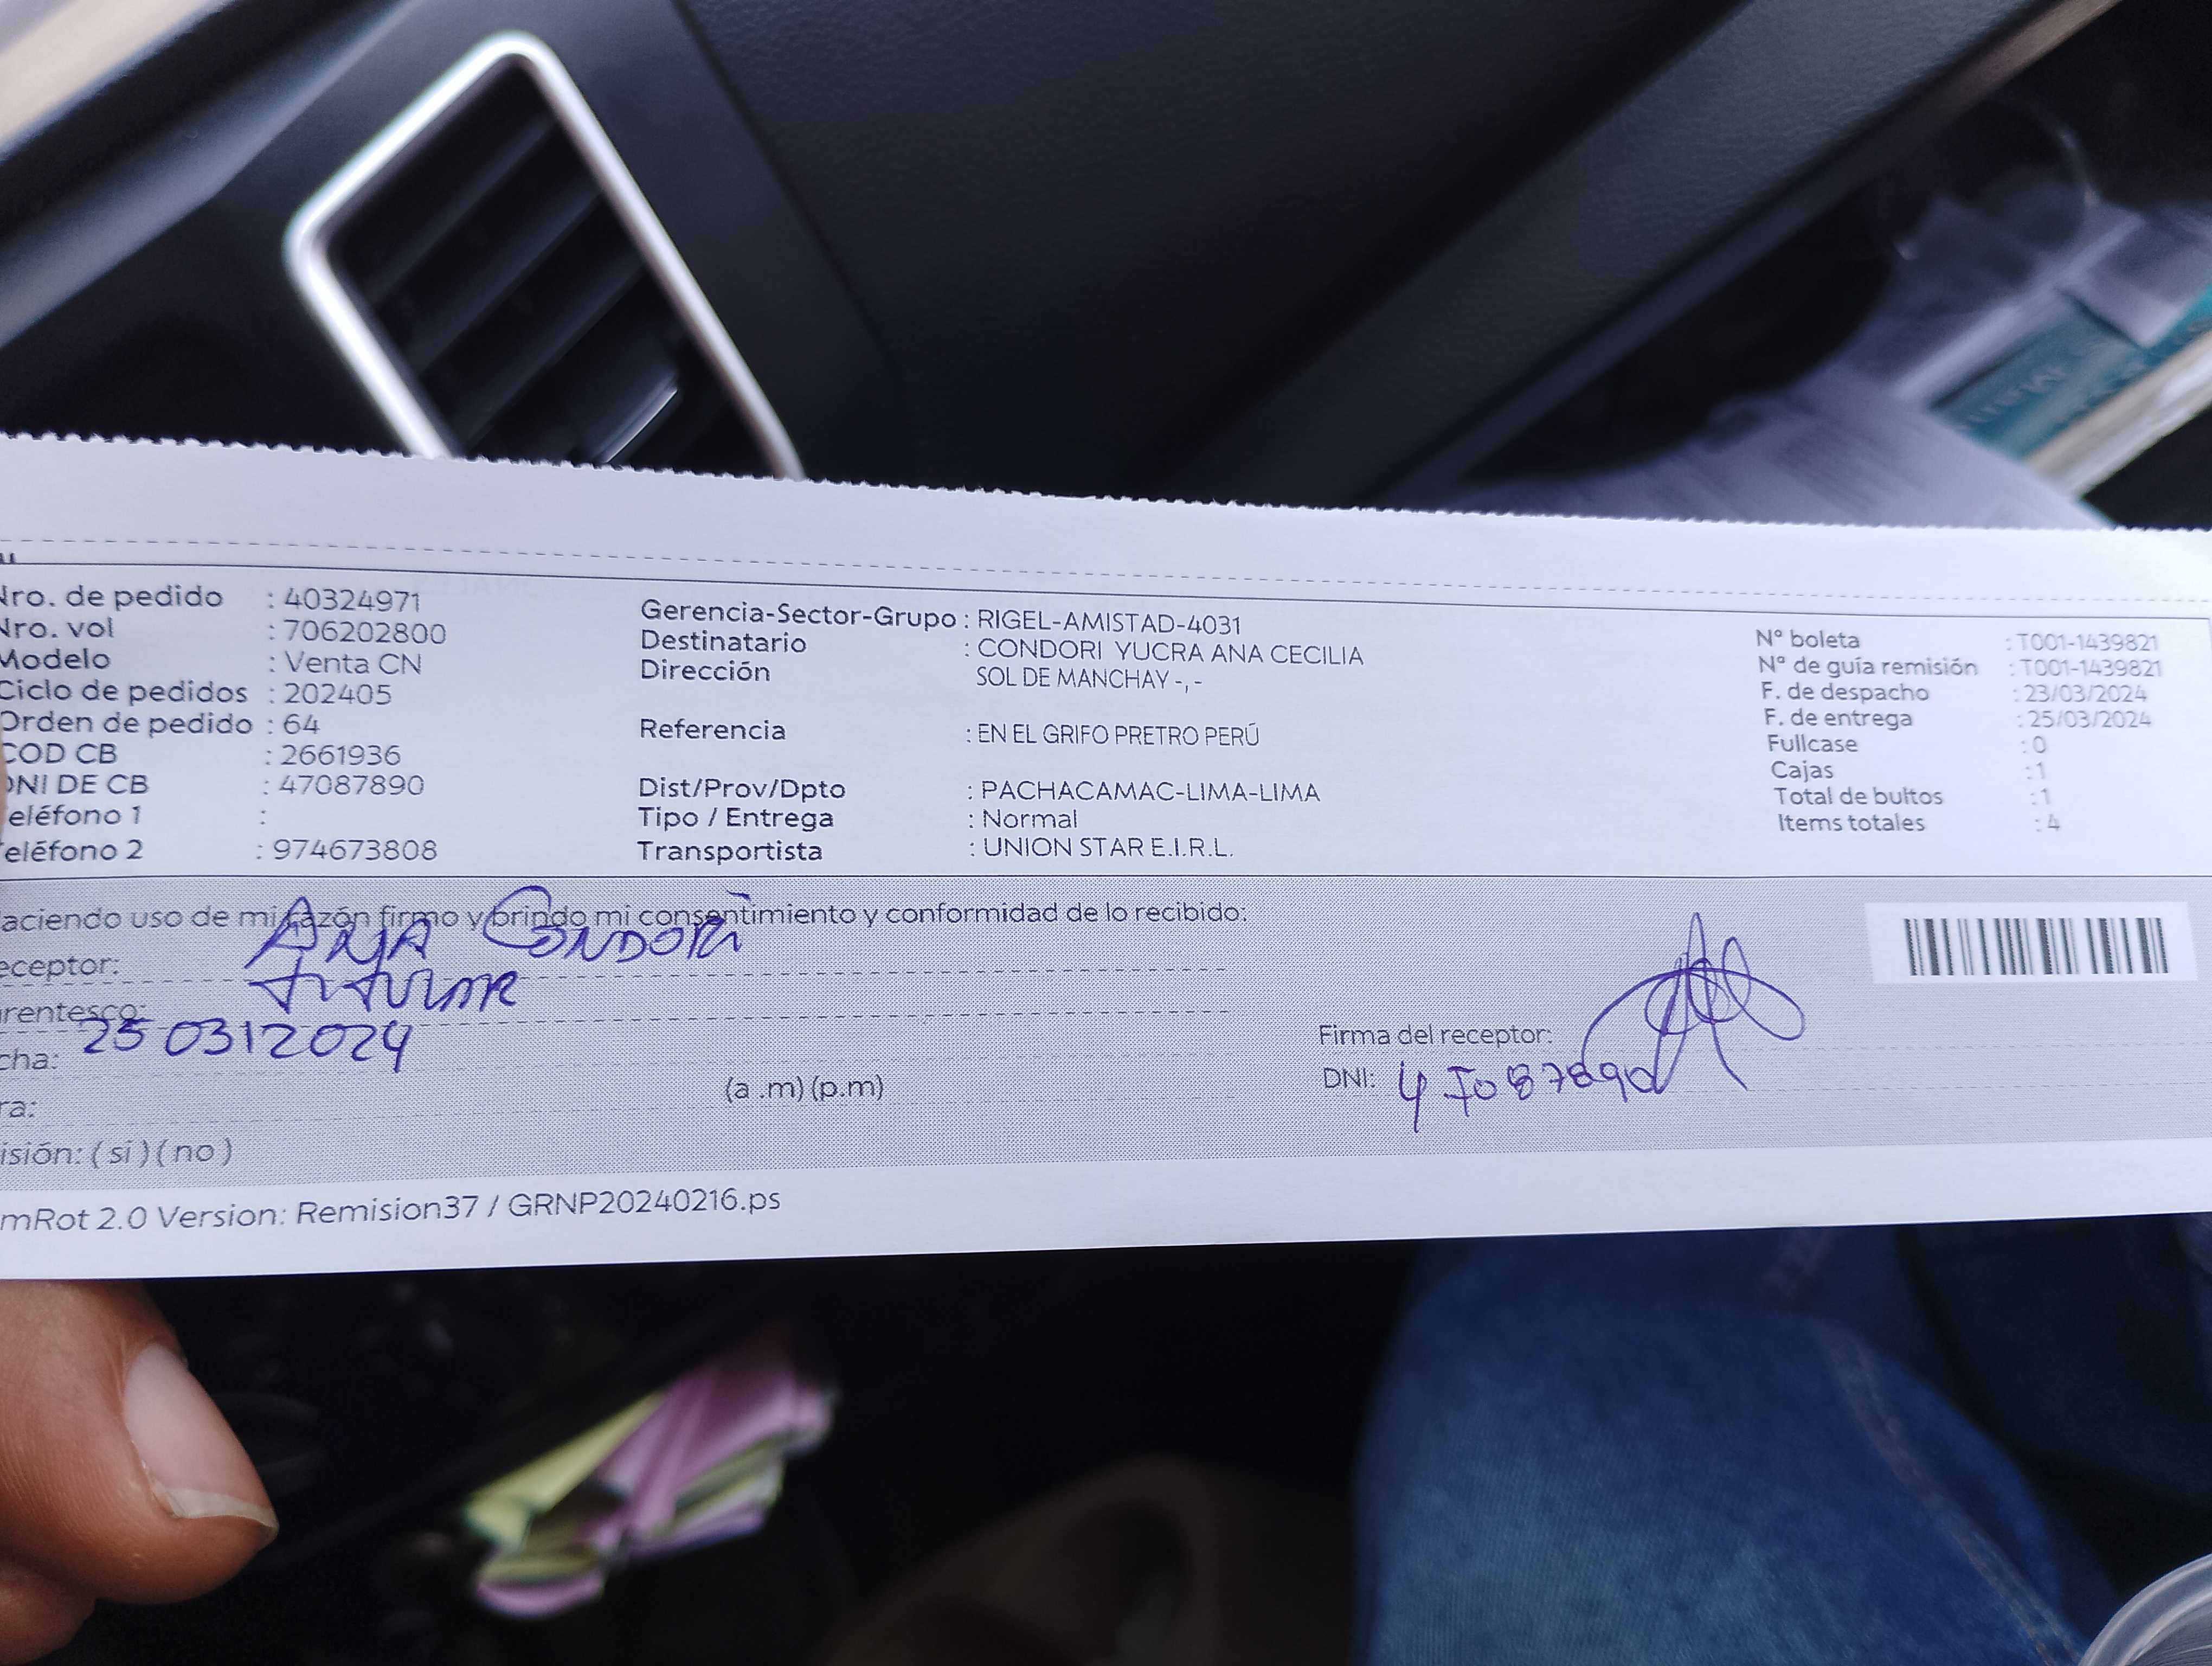 Nro. de pedido : 40324971
Nro. vol : 706202800
Modelo : Venta CN
Ciclo de pedidos : 202405
Orden de pedido : 64
COD CB : 2661936
DNI DE CB : 47087890
eléfono 1 :
eléfono 2 : 974673808
Gerencia-Sector-Grupo : RIGEL-AMISTAD-4031
Destinatario : CONDORI YUCRA ANA CECILIA
Dirección SOL DE MANCHAY -,-
Referencia : EN EL GRIFO PRETRO PERÚ
Dist/Prov/Dpto : PACHACAMAC-LIMA-LIMA
Tipo / Entrega : Normal
Transportista : UNION STAR E.I.R.L.
N° boleta : T001-1439821
N° de guía remisión : T001-1439821
F. de despacho : 23/03/2024
F. de entrega : 25/03/2024
Fullcase : 0
Cajas : 1
Total de bultos : 1
Items totales : 4
aciendo uso de mi razón firmo y brindo mi consentimiento y conformidad de lo recibido:
eceptor: ANA CONDORI
rentesco: TITULAR
cha: 25 03 12024
ra: (a .m) (p.m)
isión: ( si ) ( no )
Firma del receptor:
DNI: 47087890
mRot 2.0 Version: Remision37 / GRNP20240216.ps